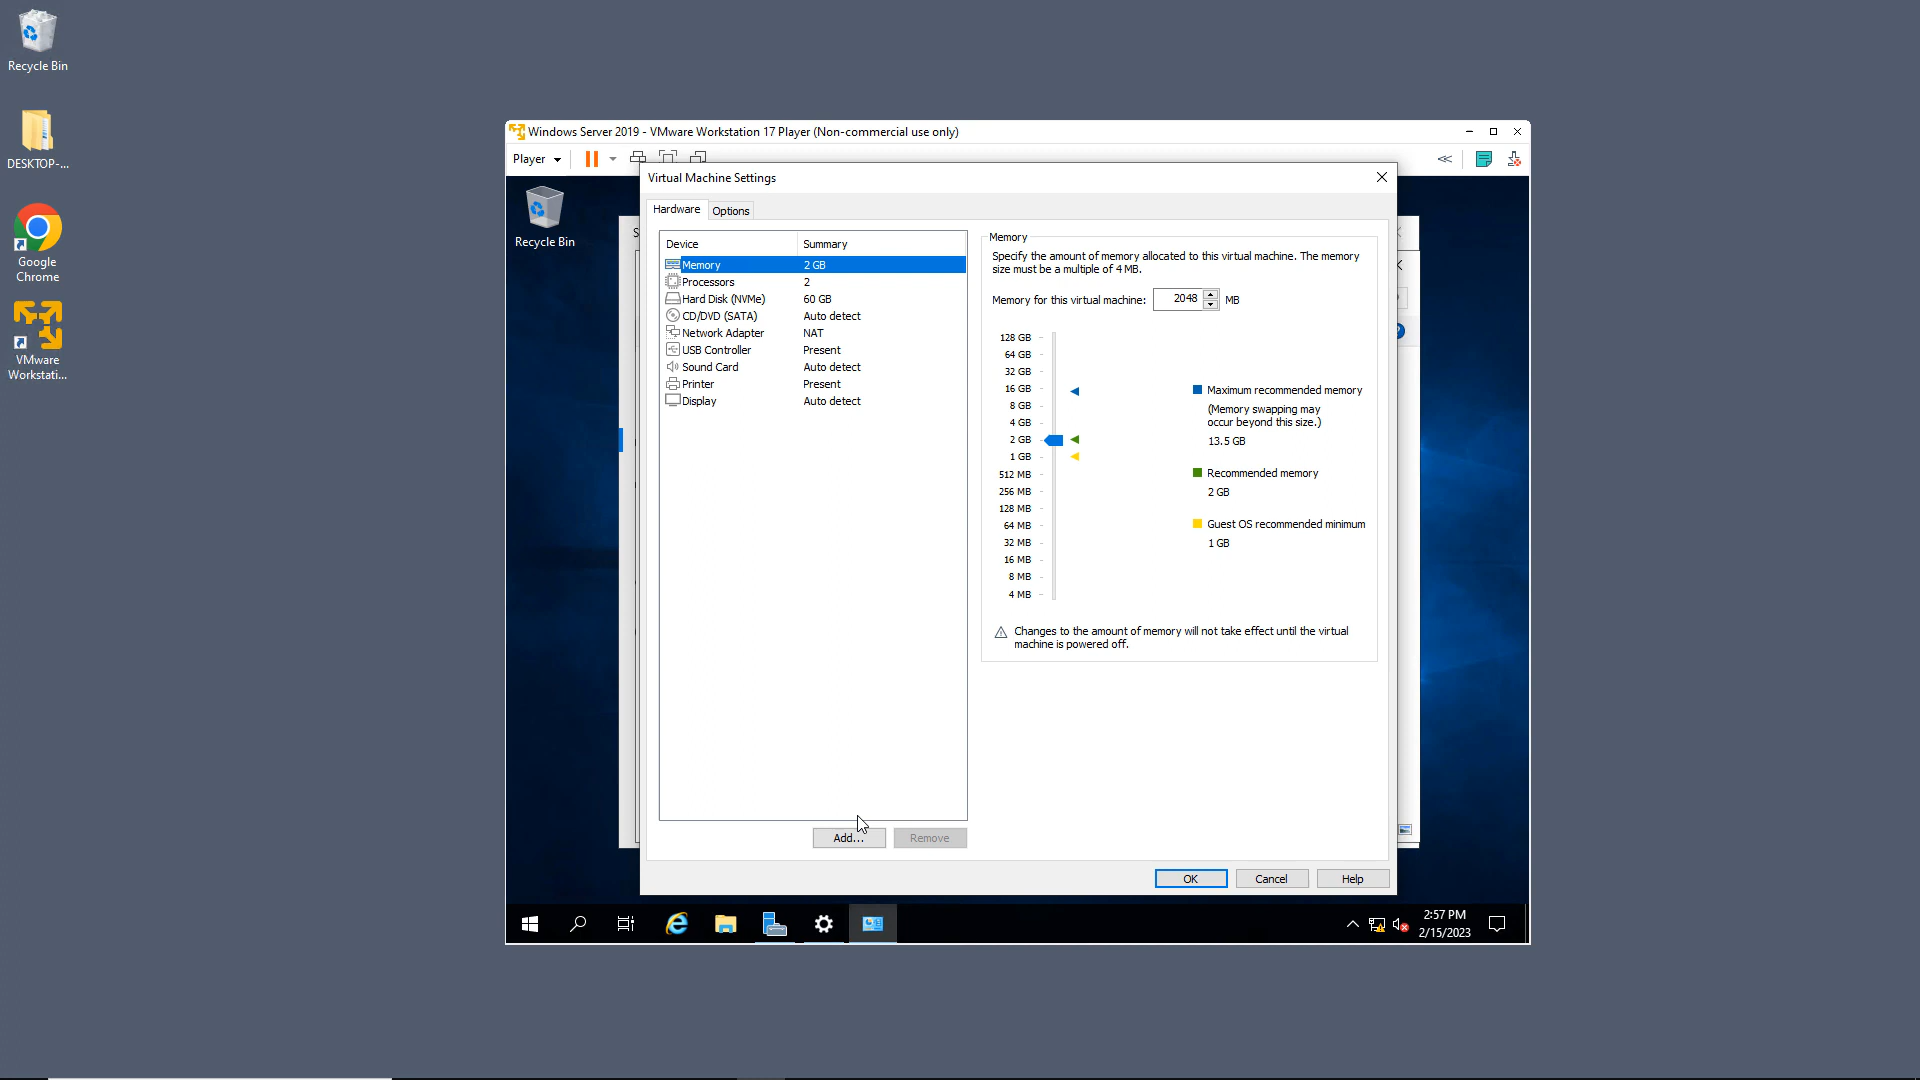 Recycle Bin
DESKTOP-...
Google
Chrome
VMware
Workstati...
Windows Server 2019 - VMware Workstation 17 Player (Non-commercial use only)
Player
Recycle Bin
Virtual Machine Settings
Hardware
Options
Device Summary
Memory 2 GB
Processors 2
Hard Disk (NVMe) 60 GB
CD/DVD (SATA) Auto detect
Network Adapter NAT
USB Controller Present
Sound Card Auto detect
Printer Present
Display Auto detect
Add...
Remove
Memory
Specify the amount of memory allocated to this virtual machine. The memory
size must be a multiple of 4 MB.
Memory for this virtual machine: 2048 MB
128 GB
64 GB
32 GB
16 GB
8 GB
4 GB
2 GB
1 GB
512 MB
256 MB
128 MB
64 MB
32 MB
16 MB
8 MB
4 MB
Maximum recommended memory
(Memory swapping may
occur beyond this size.)
13.5 GB
Recommended memory
2 GB
Guest OS recommended minimum
1 GB
Changes to the amount of memory will not take effect until the virtual
machine is powered off.
OK
Cancel
Help
2:57 PM
2/15/2023